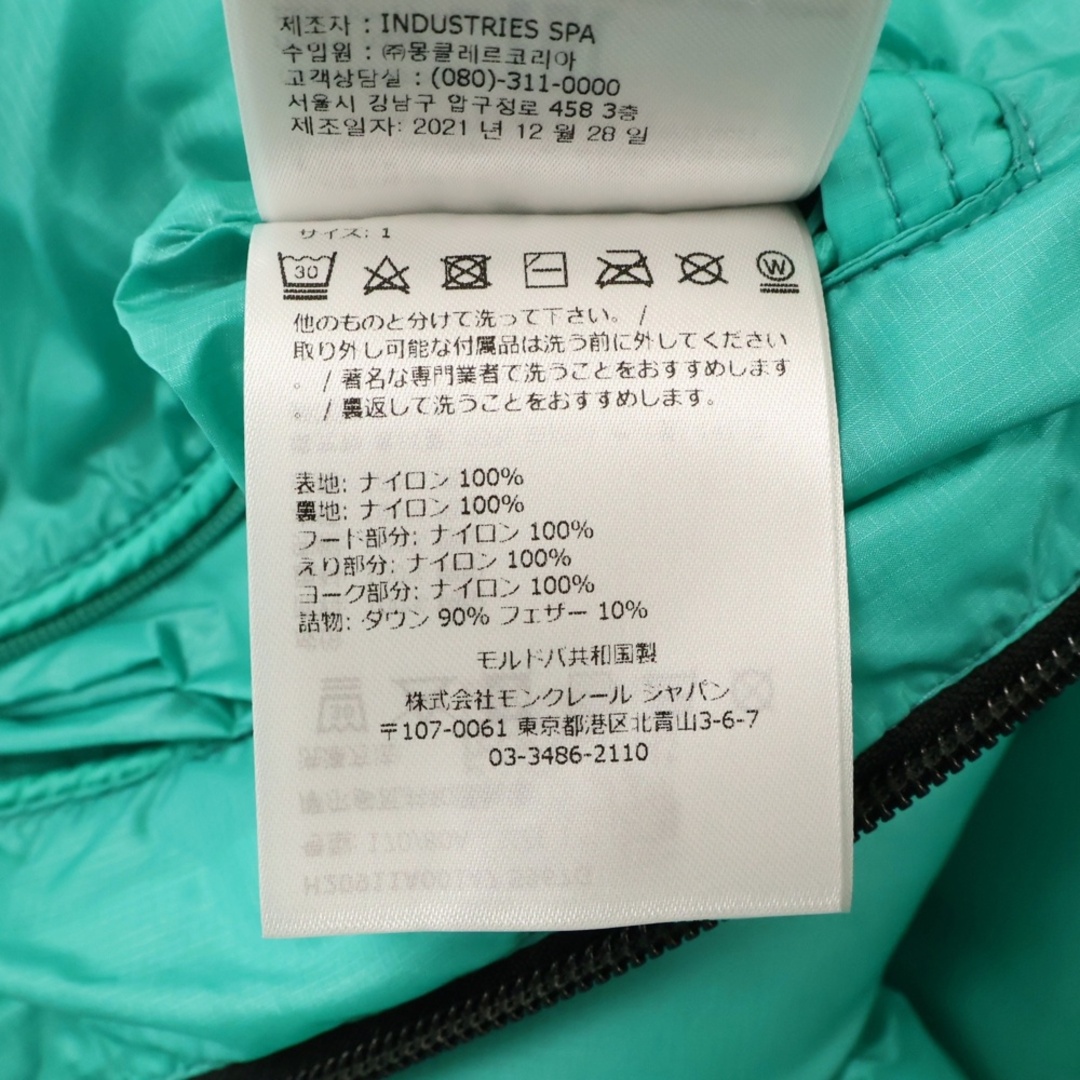 제조자 : INDUSTRIES SPA
수입원 : ㈜몽클레르코리아
고객상담실 : (080)-311-0000
서울시 강남구 압구정로 458 3층
제조일자: 2021 년 12 월 28 일
サイズ: 1
30
W
他のものと分けて洗って下さい。 /
取り外し可能な付属品は洗う前に外してください
。 / 著名な専門業者で洗うことをおすすめします
。 / 裏返して洗うことをおすすめします。
表地: ナイロン 100%
裏地: ナイロン 100%
フード部分: ナイロン 100%
えり部分: ナイロン 100%
ヨーク部分: ナイロン 100%
詰物: ダウン 90% フェザー 10%
モルドバ共和国製
株式会社モンクレール ジャパン
〒107-0061 東京都港区北青山3-6-7
03-3486-2110